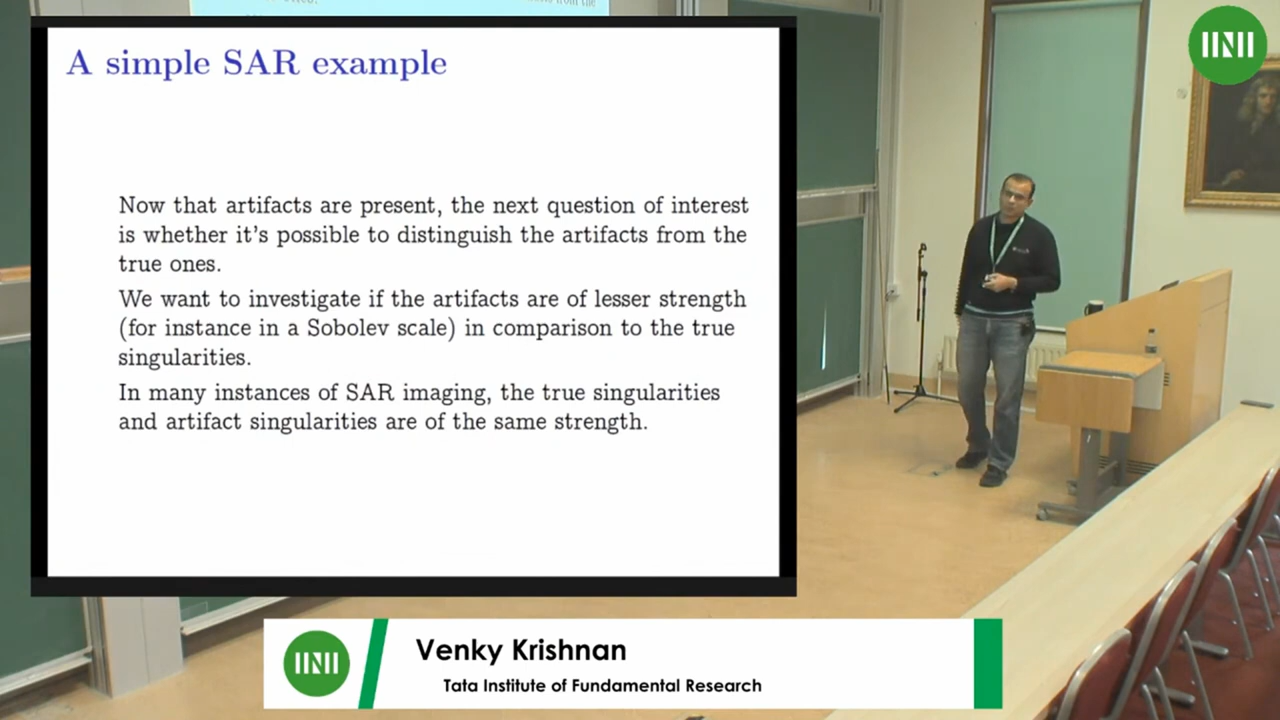 A simple SAR example
Now that artifacts are present, the next question of interest
is whether it's possible to distinguish the artifacts from the
true ones.
We want to investigate if the artifacts are of lesser strength
(for instance in a Sobolev scale) in comparison to the true
singularities.
In many instances of SAR imaging, the true singularities
and artifact singularities are of the same strength.
Venky Krishnan
Tata Institute of Fundamental Research